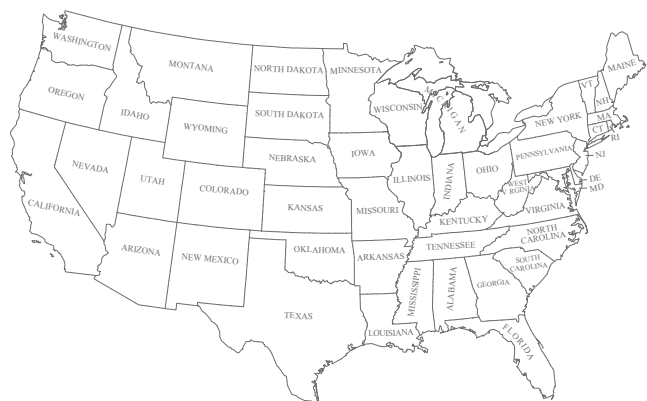 WASHINGTON
MONTANA
NORTH DAKOTA
MINNESOTA
MAINE
OREGON
IDAHO
WYOMING
SOUTH DAKOTA
WISCONSIN
MICHIGAN
VT
NH
NEW YORK
MA
CT
RI
NEVADA
UTAH
COLORADO
NEBRASKA
IOWA
ILLINOIS
INDIANA
OHIO
PENNSYLVANIA
NJ
DE
MD
WEST
VIRGINIA
CALIFORNIA
KANSAS
MISSOURI
KENTUCKY
VIRGINIA
ARIZONA
NEW MEXICO
OKLAHOMA
ARKANSAS
TENNESSEE
NORTH
CAROLINA
SOUTH
CAROLINA
TEXAS
LOUISIANA
MISSISSIPPI
ALABAMA
GEORGIA
FLORIDA